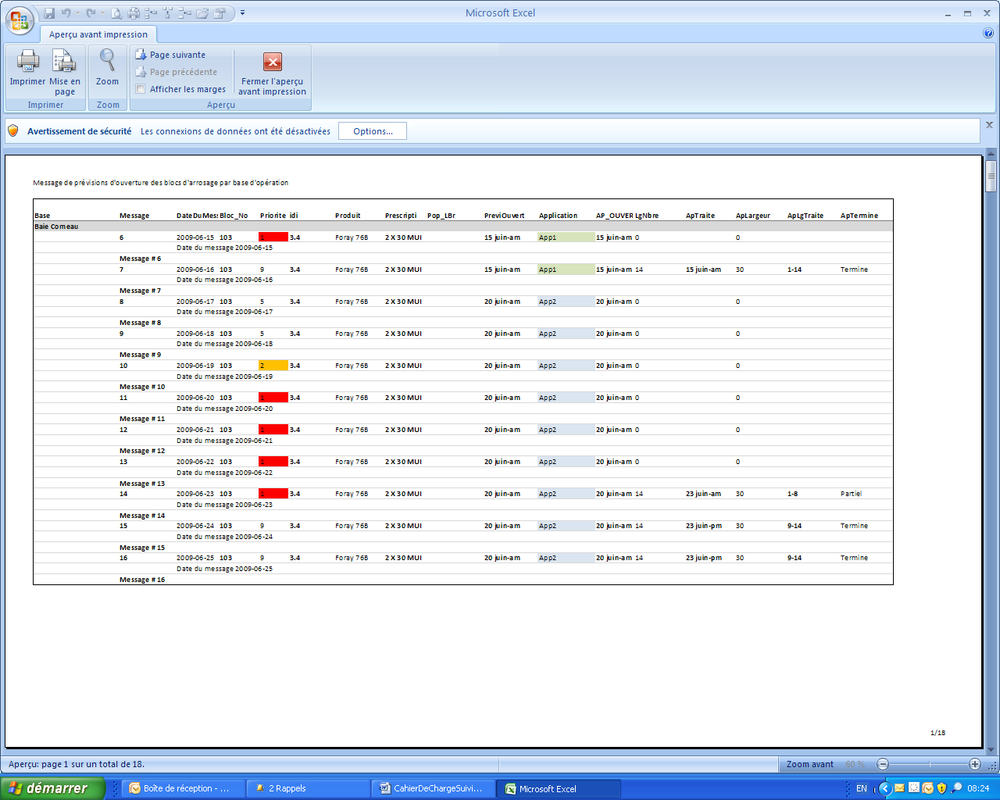 Microsoft Excel
Aperçu avant impression
Imprimer
Mise en page
Zoom
Page suivante
Page précédente
Afficher les marges
Fermer l'aperçu avant impression
Imprimer
Zoom
Aperçu
Avertissement de sécurité Les connexions de données ont été désactivées Options...
Message de prévisions d'ouverture des blocs d'arrosage par base d'opération
Base Message DateDuMes: Bloc_No Priorite idi Produit Prescripti Pop_LBr PreviOuvert Application AP_OUVER LgNbre ApTraite ApLargeur ApLgTraite ApTermine
Baie Comeau
6 2009-06-15 103 1 3.4 Foray 76B 2 X 30 MUI 15 juin-am App1 15 juin-am 0 0
Date du message 2009-06-15
Message # 6
7 2009-06-16 103 9 3.4 Foray 76B 2 X 30 MUI 15 juin-am App1 15 juin-am 14 15 juin-am 30 1-14 Termine
Date du message 2009-06-16
Message # 7
8 2009-06-17 103 5 3.4 Foray 76B 2 X 30 MUI 20 juin-am App2 20 juin-am 0 0
Date du message 2009-06-17
Message # 8
9 2009-06-18 103 5 3.4 Foray 76B 2 X 30 MUI 20 juin-am App2 20 juin-am 0 0
Date du message 2009-06-18
Message # 9
10 2009-06-19 103 2 3.4 Foray 76B 2 X 30 MUI 20 juin-am App2 20 juin-am 0 0
Date du message 2009-06-19
Message # 10
11 2009-06-20 103 1 3.4 Foray 76B 2 X 30 MUI 20 juin-am App2 20 juin-am 0 0
Date du message 2009-06-20
Message # 11
12 2009-06-21 103 1 3.4 Foray 76B 2 X 30 MUI 20 juin-am App2 20 juin-am 0 0
Date du message 2009-06-21
Message # 12
13 2009-06-22 103 1 3.4 Foray 76B 2 X 30 MUI 20 juin-am App2 20 juin-am 0 0
Date du message 2009-06-22
Message # 13
14 2009-06-23 103 1 3.4 Foray 76B 2 X 30 MUI 20 juin-am App2 20 juin-am 14 23 juin-am 30 1-8 Partiel
Date du message 2009-06-23
Message # 14
15 2009-06-24 103 9 3.4 Foray 76B 2 X 30 MUI 20 juin-am App2 20 juin-am 14 23 juin-pm 30 9-14 Termine
Date du message 2009-06-24
Message # 15
16 2009-06-25 103 9 3.4 Foray 76B 2 X 30 MUI 20 juin-am App2 20 juin-am 14 23 juin-pm 30 9-14 Termine
Date du message 2009-06-25
Message # 16
1/18
Aperçu: page 1 sur un total de 18. Zoom avant 60 %
démarrer Boîte de réception - ... 2 Rappels CahierDeChargeSuivi... Microsoft Excel EN 08:24